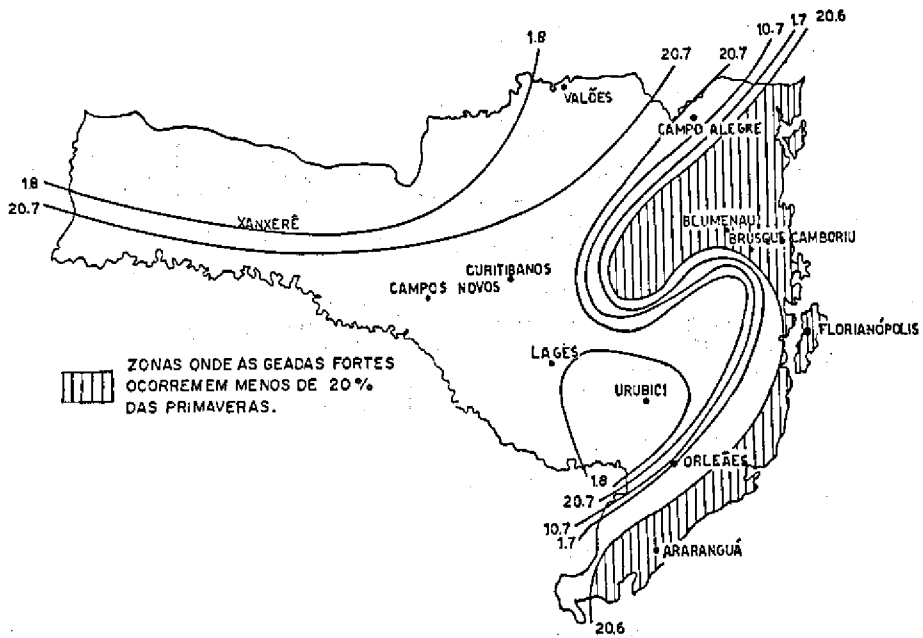 1.8
20.7
20.7
10.7
1.7
20.6
VALÕES
CAMPO ALEGRE
1.8
20.7
XANXERÊ
BLUMENAU
BRUSQUE CAMBORIU
CURITIBANOS
CAMPOS NOVOS
FLORIANÓPOLIS
LAGES
URUBICI
ZONAS ONDE AS GEADAS FORTES
OCORREM EM MENOS DE 20%
DAS PRIMAVERAS.
ORLEÃES
1.8
20.7
10.7
1.7
ARARANGUÁ
20.6